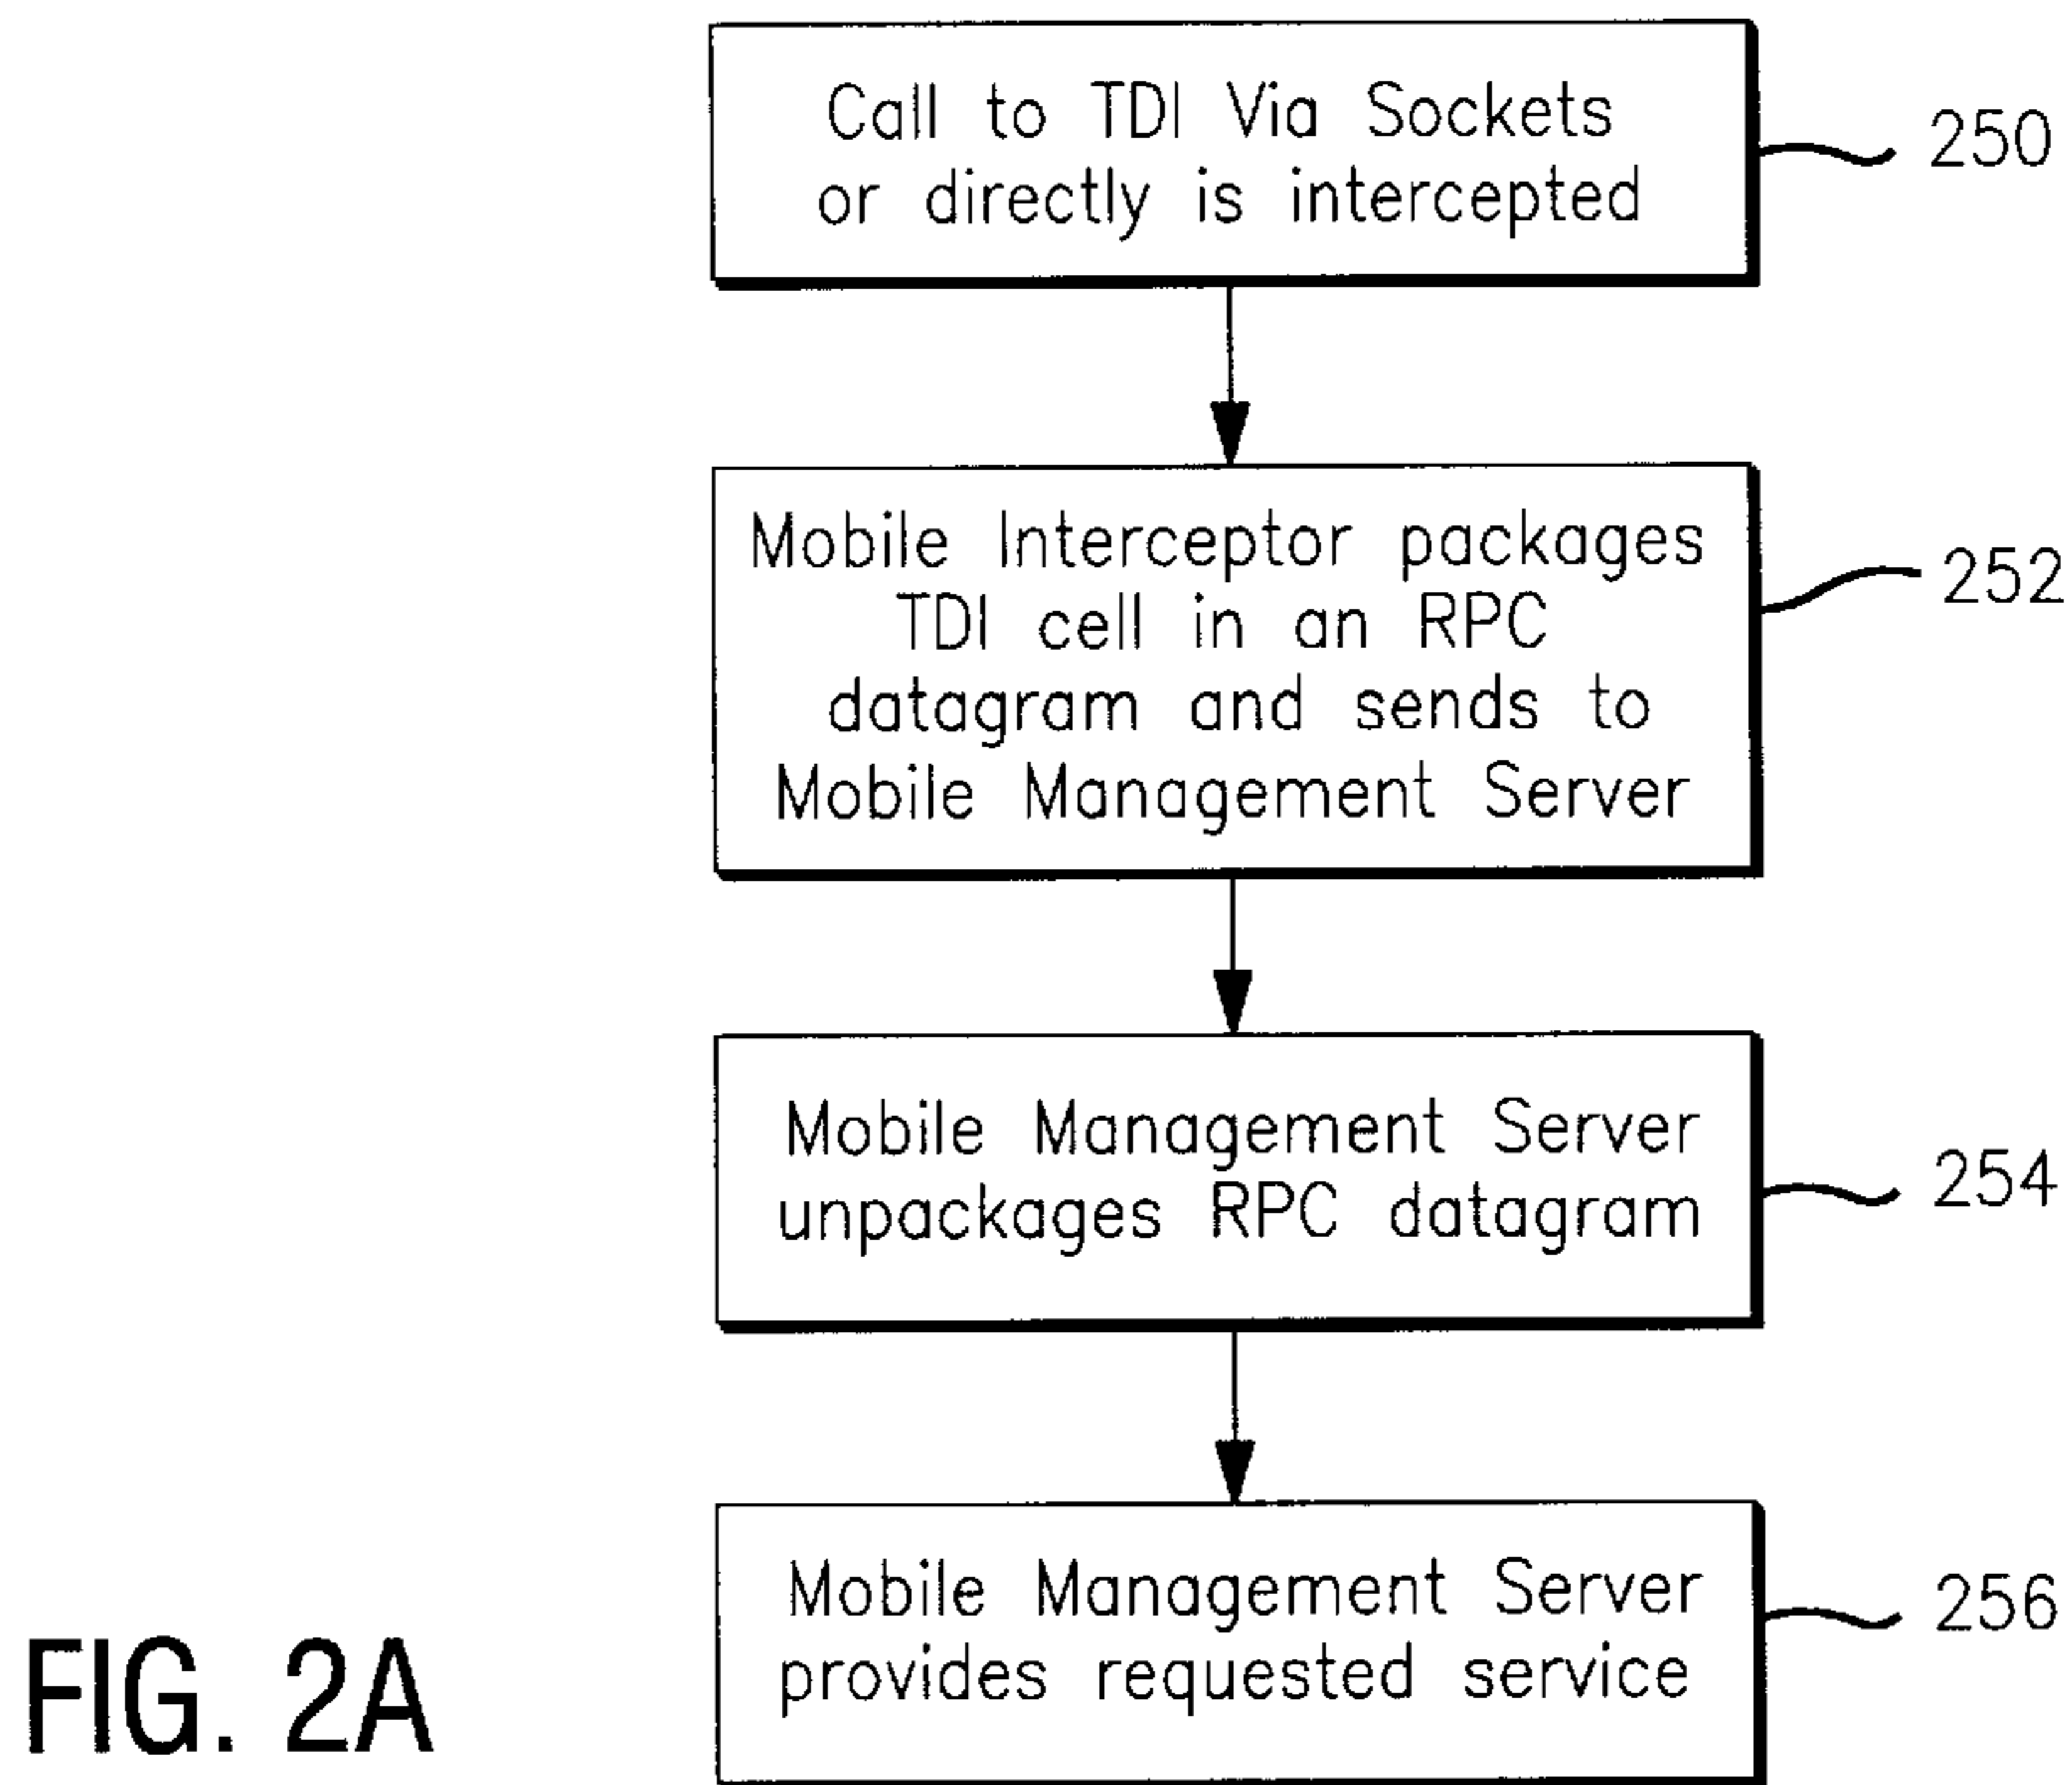 Call to TDI Via Sockets
or directly is intercepted
250
Mobile Interceptor packages
TDI cell in an RPC
datagram and sends to
Mobile Management Server
252
Mobile Management Server
unpackages RPC datagram
254
Mobile Management Server
provides requested service
256
FIG. 2A